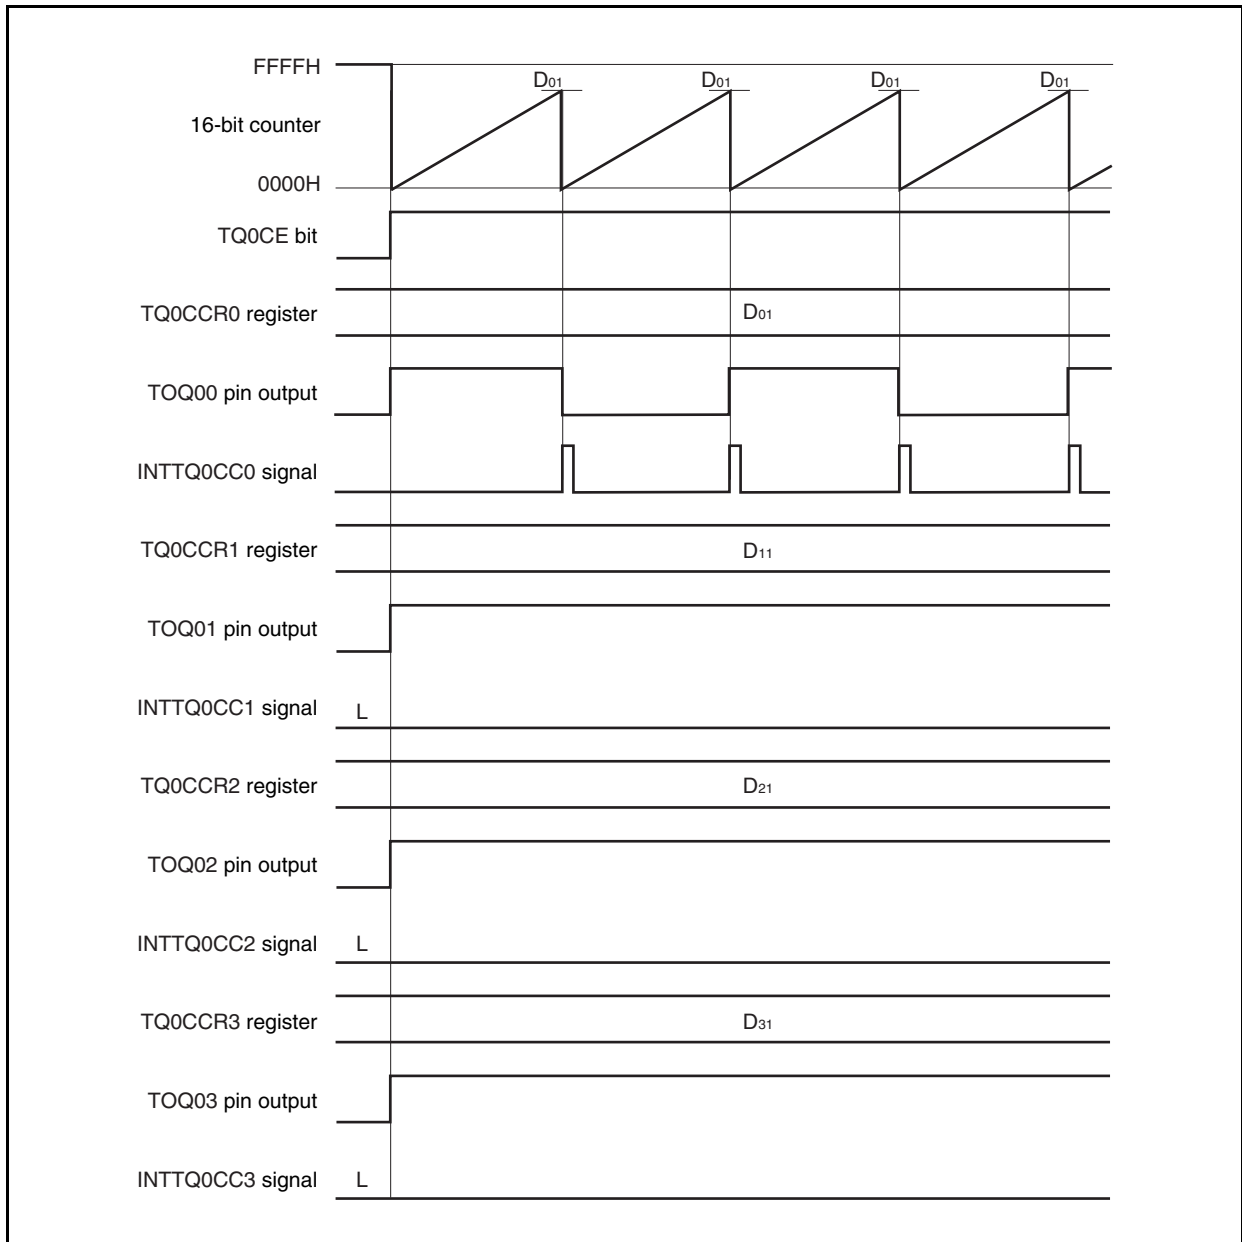 FFFFH
D01 D01 D01 D01
16-bit counter
0000H
TQ0CE bit
TQ0CCR0 register D01
TOQ00 pin output
INTTQ0CC0 signal
TQ0CCR1 register D11
TOQ01 pin output
INTTQ0CC1 signal L
TQ0CCR2 register D21
TOQ02 pin output
INTTQ0CC2 signal L
TQ0CCR3 register D31
TOQ03 pin output
INTTQ0CC3 signal L